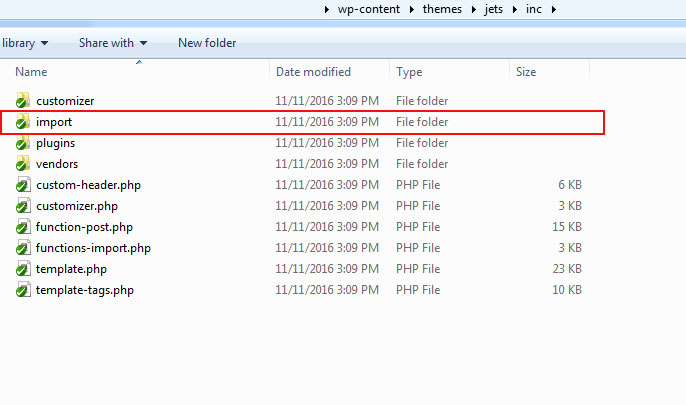 wp-content themes jets inc
library Share with New folder
Name Date modified Type Size
customizer 11/11/2016 3:09 PM File folder
import 11/11/2016 3:09 PM File folder
plugins 11/11/2016 3:09 PM File folder
vendors 11/11/2016 3:09 PM File folder
custom-header.php 11/11/2016 3:09 PM PHP File 6 KB
customizer.php 11/11/2016 3:09 PM PHP File 3 KB
function-post.php 11/11/2016 3:09 PM PHP File 15 KB
functions-import.php 11/11/2016 3:09 PM PHP File 3 KB
template.php 11/11/2016 3:09 PM PHP File 23 KB
template-tags.php 11/11/2016 3:09 PM PHP File 10 KB